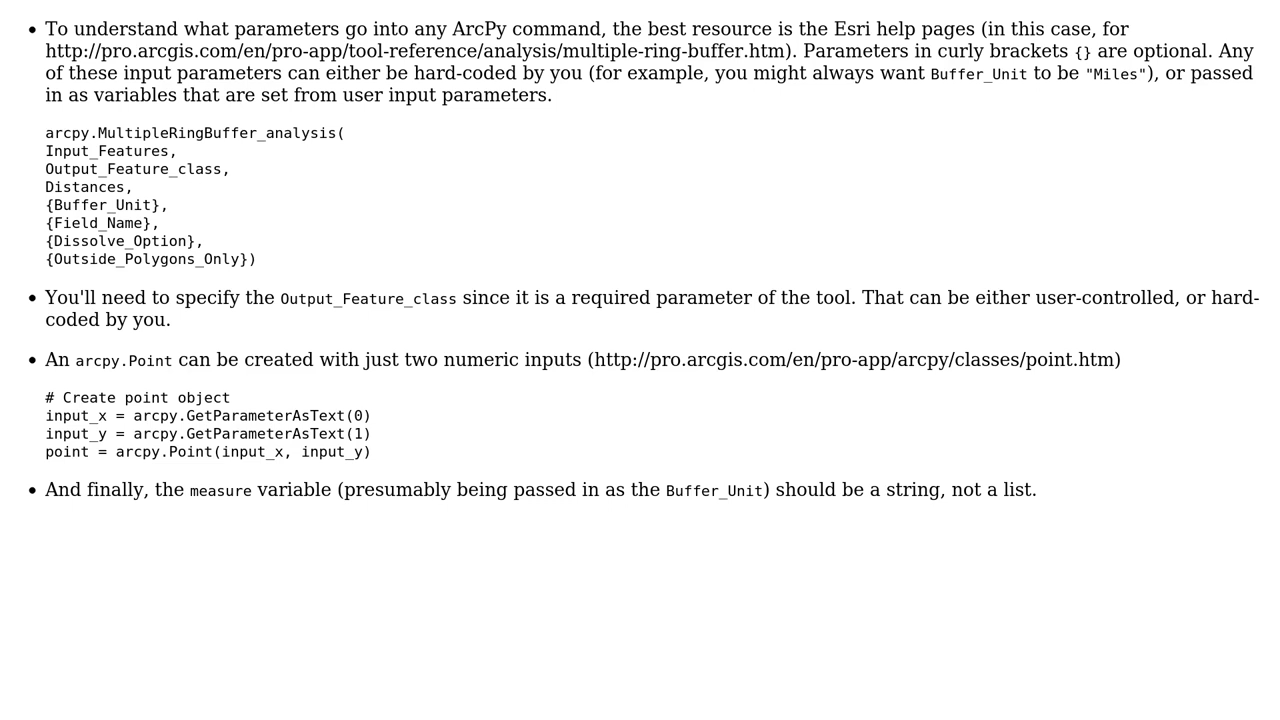 • To understand what parameters go into any ArcPy command, the best resource is the Esri help pages (in this case, for
http://pro.arcgis.com/en/pro-app/tool-reference/analysis/multiple-ring-buffer.htm). Parameters in curly brackets {} are optional. Any
of these input parameters can either be hard-coded by you (for example, you might always want Buffer_Unit to be "Miles"), or passed
in as variables that are set from user input parameters.
arcpy.MultipleRingBuffer_analysis(
Input_Features,
Output_Feature_class,
Distances,
{Buffer_Unit},
{Field_Name},
{Dissolve_Option},
{Outside_Polygons_Only})
• You'll need to specify the Output_Feature_class since it is a required parameter of the tool. That can be either user-controlled, or hard-
coded by you.
• An arcpy.Point can be created with just two numeric inputs (http://pro.arcgis.com/en/pro-app/arcpy/classes/point.htm)
# Create point object
input_x = arcpy.GetParameterAsText(0)
input_y = arcpy.GetParameterAsText(1)
point = arcpy.Point(input_x, input_y)
• And finally, the measure variable (presumably being passed in as the Buffer_Unit) should be a string, not a list.